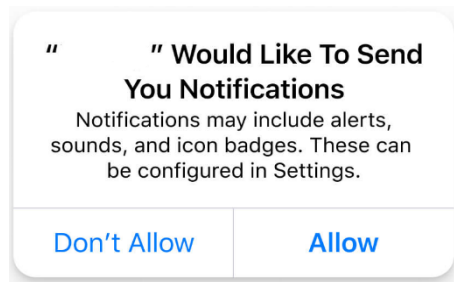 “ ” Would Like To Send
You Notifications
Notifications may include alerts,
sounds, and icon badges. These can
be configured in Settings.
Don’t Allow
Allow